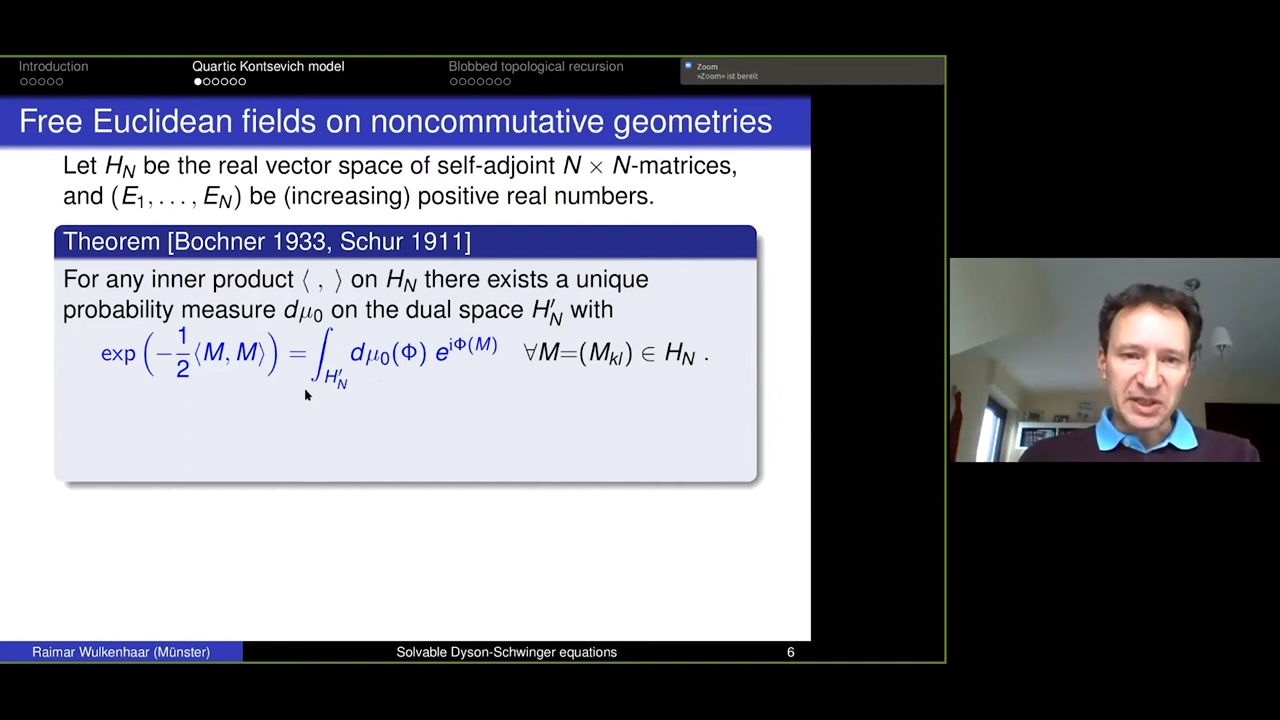 Introduction
Quartic Kontsevich model
Blobbed topological recursion
Zoom
»Zoom« ist bereit
Free Euclidean fields on noncommutative geometries
Let H_N be the real vector space of self-adjoint N × N-matrices,
and (E_1, . . . , E_N) be (increasing) positive real numbers.
Theorem [Bochner 1933, Schur 1911]
For any inner product ⟨ , ⟩ on H_N there exists a unique
probability measure dμ_0 on the dual space H′_N with
exp(−1/2⟨M, M⟩) = ∫_{H′_N} dμ_0(Φ) e^{iΦ(M)} ∀M=(M_{kl}) ∈ H_N .
Raimar Wulkenhaar (Münster)
Solvable Dyson-Schwinger equations
6